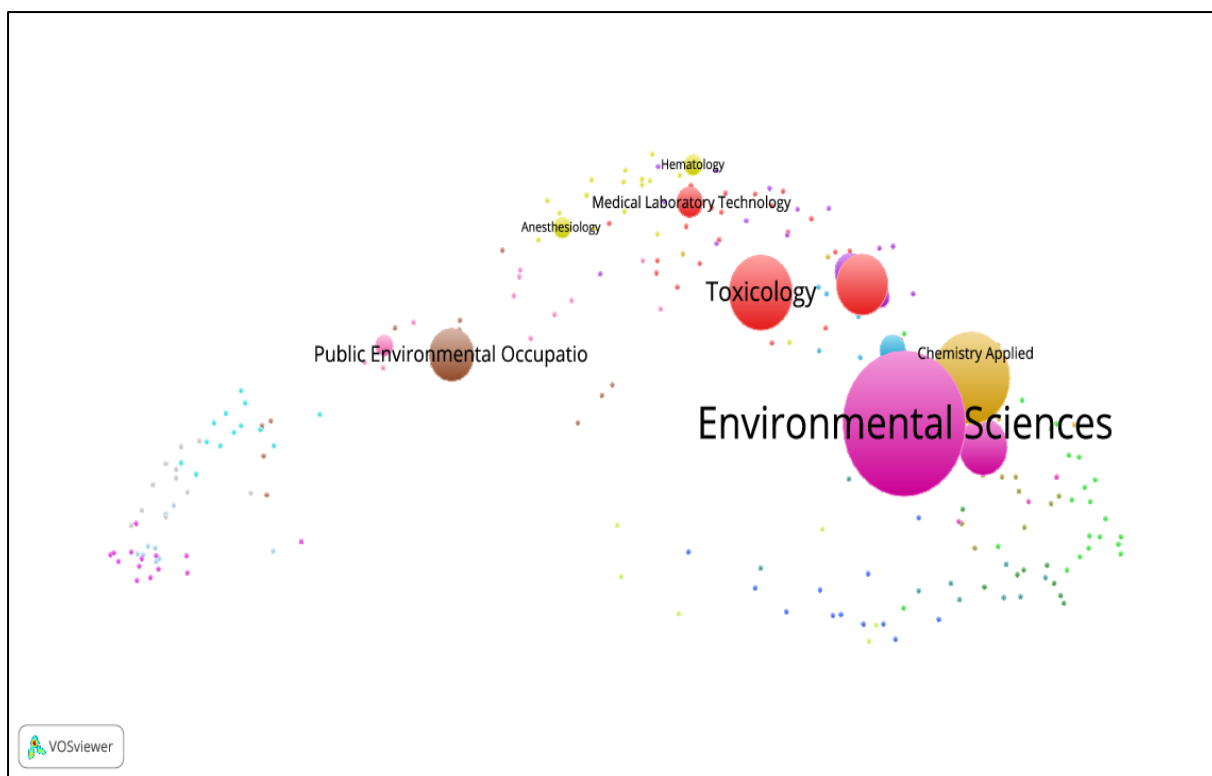 Hematology
Medical Laboratory Technology
Anesthesiology
Toxicology
Public Environmental Occupatio
Chemistry Applied
Environmental Sciences
VOSviewer